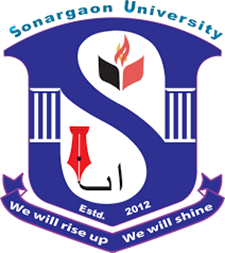 Sonargaon University
Estd. 2012
We will rise up We will shine